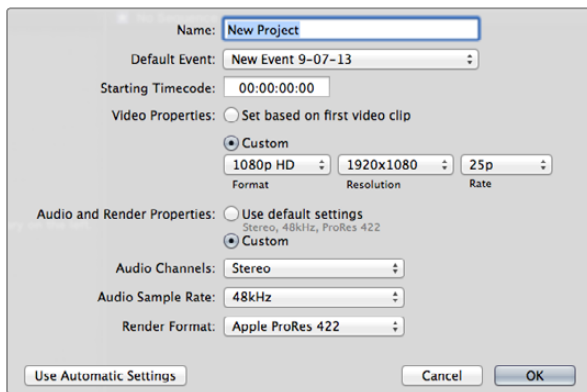 Name: New Project
Default Event: New Event 9-07-13
Starting Timecode: 00:00:00:00
Video Properties: Set based on first video clip
Custom
1080p HD 1920x1080 25p
Format Resolution Rate
Audio and Render Properties: Use default settings
Stereo, 48kHz, ProRes 422
Custom
Audio Channels: Stereo
Audio Sample Rate: 48kHz
Render Format: Apple ProRes 422
Use Automatic Settings Cancel OK